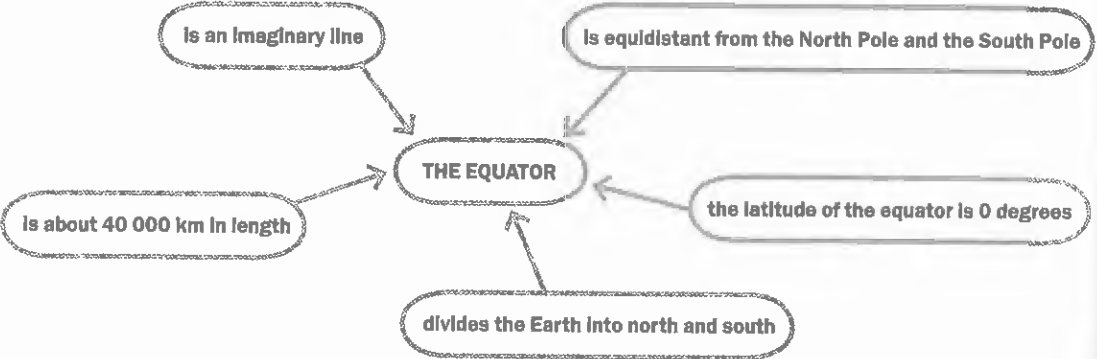 is an imaginary line
is equidistant from the North Pole and the South Pole
THE EQUATOR
is about 40 000 km in length
the latitude of the equator is 0 degrees
divides the Earth into north and south